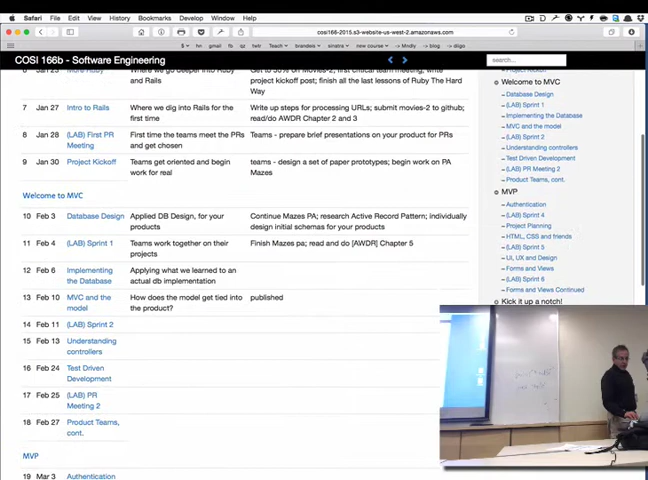 Safari File Edit View History Bookmarks Develop Window Help
cosi166-2015.s3-website-us-west-2.amazonaws.com
hn gmail fb twtr Teach brandeis sinistro new course -> Mndly -> blog -> diigo
COSI 166b - Software Engineering
search...
6 Jan 23 More Ruby Where we go deeper into Ruby and Rails Get to 50% on Movies-2, first critical team meeting, write project kickoff post; finish all the last lessons of Ruby The Hard Way
7 Jan 27 Intro to Rails Where we dig into Rails for the first time Write up steps for processing URLs; submit movies-2 to github; read/do AWDR Chapter 2 and 3
8 Jan 28 (LAB) First PR Meeting First time the teams meet the PRs and get chosen Teams - prepare brief presentations on your product for PRs
9 Jan 30 Project Kickoff Teams get oriented and begin work for real teams - design a set of paper prototypes; begin work on PA Mazes
Welcome to MVC
10 Feb 3 Database Design Applied DB Design, for your products Continue Mazes PA; research Active Record Pattern; individually design initial schemas for your products
11 Feb 4 (LAB) Sprint 1 Teams work together on their projects Finish Mazes pa; read and do [AWDR] Chapter 5
12 Feb 6 Implementing the Database Applying what we learned to an actual db implementation
13 Feb 10 MVC and the model How does the model get tied into the product? published
14 Feb 11 (LAB) Sprint 2
15 Feb 13 Understanding controllers
16 Feb 24 Test Driven Development
17 Feb 25 (LAB) PR Meeting 2
18 Feb 27 Product Teams, cont.
MVP
19 Mar 3 Authentication
Project Kickoff
Welcome to MVC
Database Design
(LAB) Sprint 1
Implementing the Database
MVC and the model
(LAB) Sprint 2
Understanding controllers
Test Driven Development
(LAB) PR Meeting 2
Product Teams, cont.
MVP
Authentication
(LAB) Sprint 4
Project Planning
HTML, CSS and friends
(LAB) Sprint 5
UI, UX and Design
Forms and Views
(LAB) Sprint 6
Forms and Views Continued
Kick it up a notch!